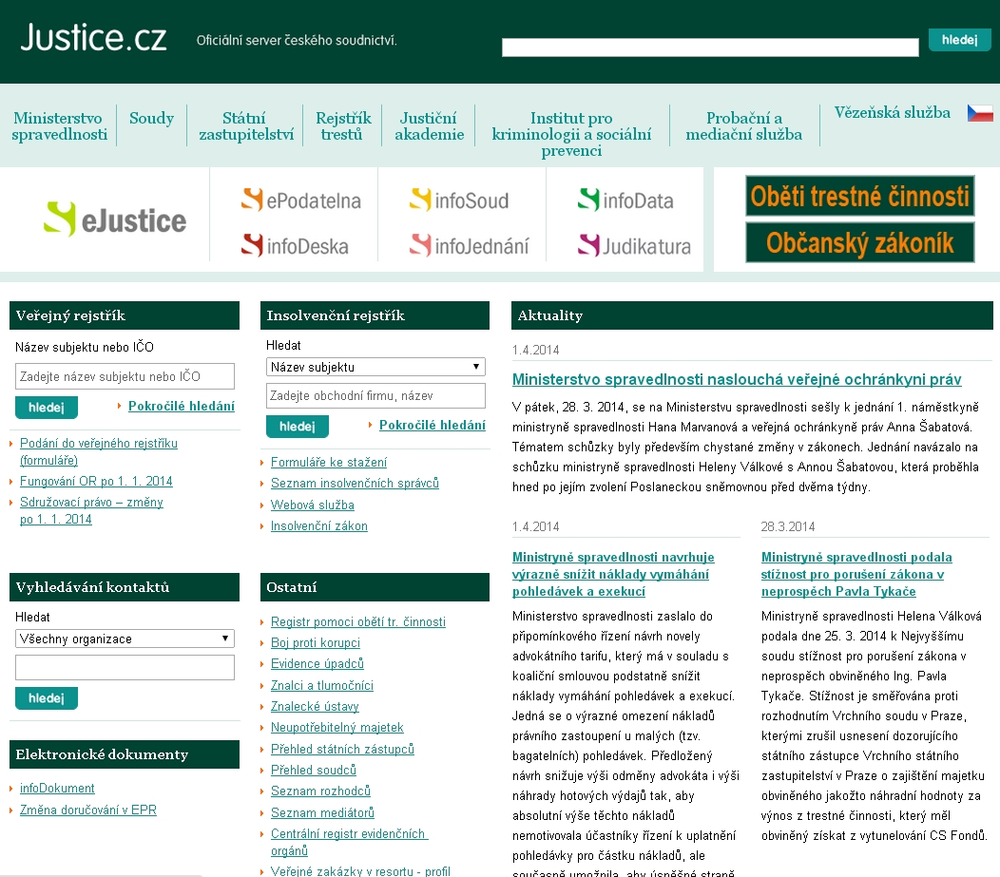 Justice.cz
Oficiální server českého soudnictví.
hledej
Ministerstvo
spravedlnosti
Soudy
Státní
zastupitelství
Rejstřík
trestů
Justiční
akademie
Institut pro
kriminologii a sociální
prevenci
Probační a
mediační služba
Vězeňská služba
eJustice
ePodatelna
infoDeska
infoSoud
infoJednání
infoData
Judikatura
Oběti trestné činnosti
Občanský zákoník
Veřejný rejstřík
Název subjektu nebo IČO
Zadejte název subjektu nebo IČO
hledej
Pokročilé hledání
Podání do veřejného rejstříku
(formuláře)
Fungování OR po 1. 1. 2014
Sdružovací právo – změny
po 1. 1. 2014
Insolvenční rejstřík
Hledat
Název subjektu
Zadejte obchodní firmu, název
hledej
Pokročilé hledání
Formuláře ke stažení
Seznam insolvenčních správců
Webová služba
Insolvenční zákon
Vyhledávání kontaktů
Hledat
Všechny organizace
hledej
Elektronické dokumenty
infoDokument
Změna doručování v EPR
Ostatní
Registr pomoci obětí tr. činnosti
Boj proti korupci
Evidence úpadců
Znalci a tlumočníci
Znalecké ústavy
Neupotřebitelný majetek
Přehled státních zástupců
Přehled soudců
Seznam rozhodců
Seznam mediátorů
Centrální registr evidenčních
orgánů
Veřejné zakázky v resortu - profil
Aktuality
1.4.2014
Ministerstvo spravedlnosti naslouchá veřejné ochránkyni práv
V pátek, 28. 3. 2014, se na Ministerstvu spravedlnosti sešly k jednání 1. náměstkyně
ministryně spravedlnosti Hana Marvanová a veřejná ochránkyně práv Anna Šabatová.
Tématem schůzky byly především chystané změny v zákonech. Jednání navázalo na
schůzku ministryně spravedlnosti Heleny Válkové s Annou Šabatovou, která proběhla
hned po jejím zvolení Poslaneckou sněmovnou před dvěma týdny.
1.4.2014
Ministryně spravedlnosti navrhuje
výrazně snížit náklady vymáhání
pohledávek a exekucí
Ministerstvo spravedlnosti zaslalo do
připomínkového řízení návrh novely
advokátního tarifu, který má v souladu s
koaliční smlouvou podstatně snížit
náklady vymáhání pohledávek a exekucí.
Jedná se o výrazné omezení nákladů
právního zastoupení u malých (tzv.
bagatelních) pohledávek. Předložený
návrh snižuje výši odměny advokáta i výši
náhrady hotových výdajů tak, aby
absolutní výše těchto nákladů
nemotivovala účastníky řízení k uplatnění
pohledávky pro částku nákladů, ale
současně umožnila, aby úspěšné straně
28.3.2014
Ministryně spravedlnosti podala
stížnost pro porušení zákona v
neprospěch Pavla Tykače
Ministryně spravedlnosti Helena Válková
podala dne 25. 3. 2014 k Nejvyššímu
soudu stížnost pro porušení zákona v
neprospěch obviněného Ing. Pavla
Tykače. Stížnost je směřována proti
rozhodnutím Vrchního soudu v Praze,
kterými zrušil usnesení dozorujícího
státního zástupce Vrchního státního
zastupitelství v Praze o zajištění majetku
obviněného jakožto náhradní hodnoty za
výnos z trestné činnosti, který měl
obviněný získat z vytunelování CS Fondů.